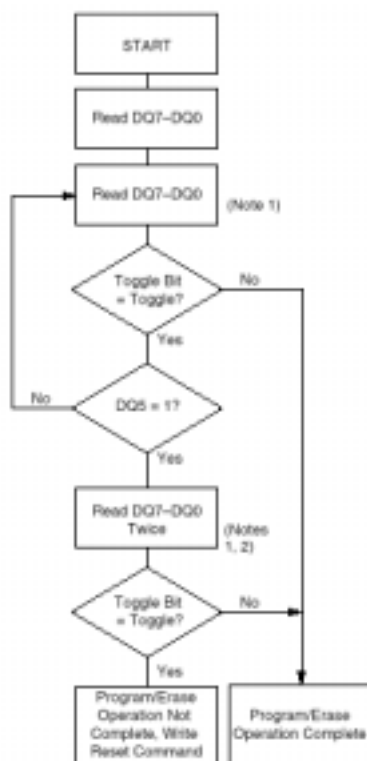 START
Read DQ7–DQ0
Read DQ7–DQ0
(Note 1)
Toggle Bit
= Toggle?
No
Yes
No
DQ5 = 1?
Yes
Read DQ7–DQ0
Twice
(Notes
1, 2)
Toggle Bit
= Toggle?
No
Yes
Program/Erase
Operation Not
Complete, Write
Reset Command
Program/Erase
Operation Complete